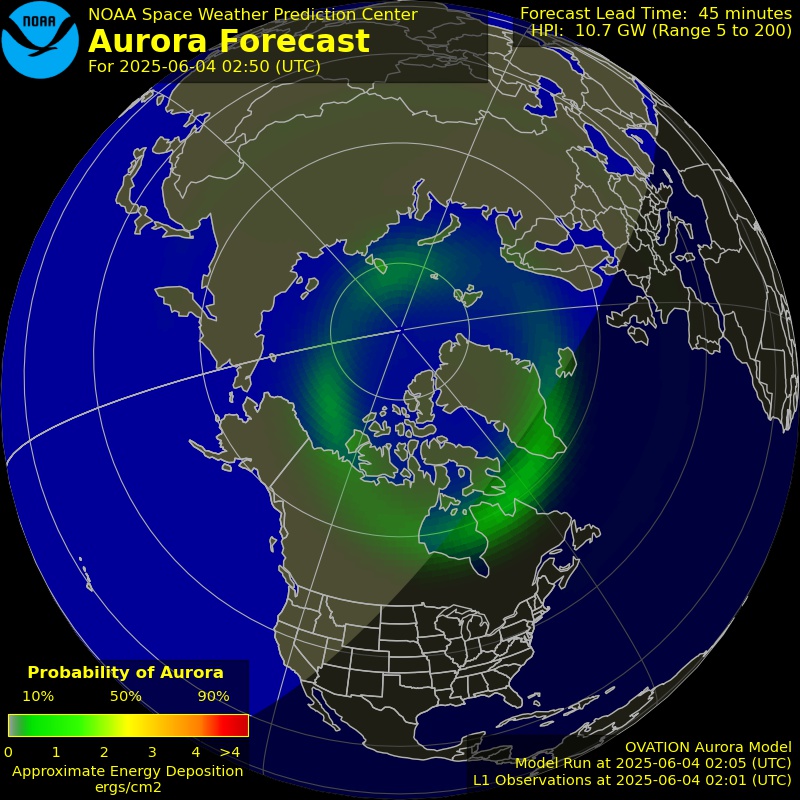 NOAA
NOAA Space Weather Prediction Center
Aurora Forecast
For 2025-06-04 02:50 (UTC)
Forecast Lead Time: 45 minutes
HPI: 10.7 GW (Range 5 to 200)
Probability of Aurora
10% 50% 90%
0 1 2 3 4 >4
Approximate Energy Deposition
ergs/cm2
OVATION Aurora Model
Model Run at 2025-06-04 02:05 (UTC)
L1 Observations at 2025-06-04 02:01 (UTC)